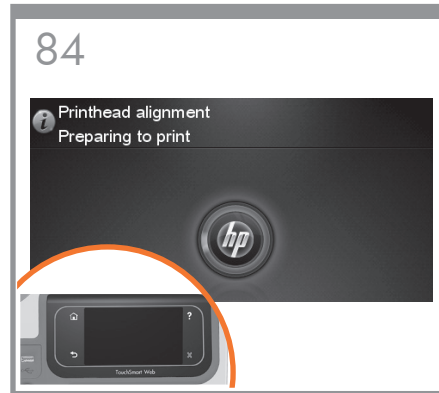 84
Printhead alignment
Preparing to print
hp
?
X
TouchSmart Web